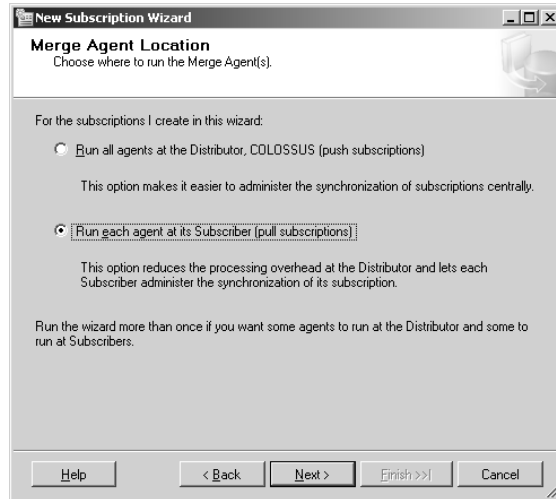 New Subscription Wizard
Merge Agent Location
Choose where to run the Merge Agent(s).
For the subscriptions I create in this wizard:
Run all agents at the Distributor, COLOSSUS (push subscriptions)
This option makes it easier to administer the synchronization of subscriptions centrally.
Run each agent at its Subscriber (pull subscriptions)
This option reduces the processing overhead at the Distributor and lets each
Subscriber administer the synchronization of its subscription.
Run the wizard more than once if you want some agents to run at the Distributor and some to
run at Subscribers.
Help < Back Next > Finish >>| Cancel